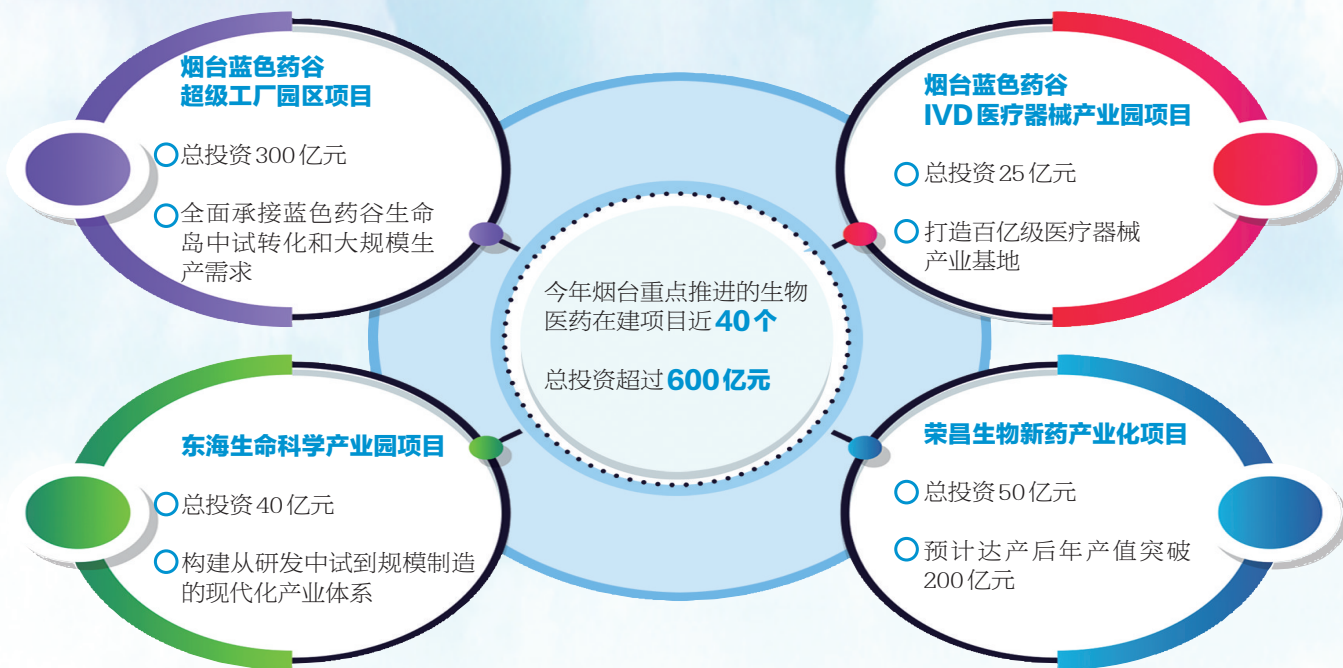 烟台蓝色药谷
超级工厂园区项目
总投资300亿元
全面承接蓝色药谷生命
岛中试转化和大规模生
产需求
烟台蓝色药谷
IVD医疗器械产业园项目
总投资25亿元
打造百亿级医疗器械
产业基地
今年烟台重点推进的生物
医药在建项目近40个
总投资超过600亿元
东海生命科学产业园项目
总投资40亿元
构建从研发中试到规模制造
的现代化产业体系
荣昌生物新药产业化项目
总投资50亿元
预计达产后年产值突破
200亿元